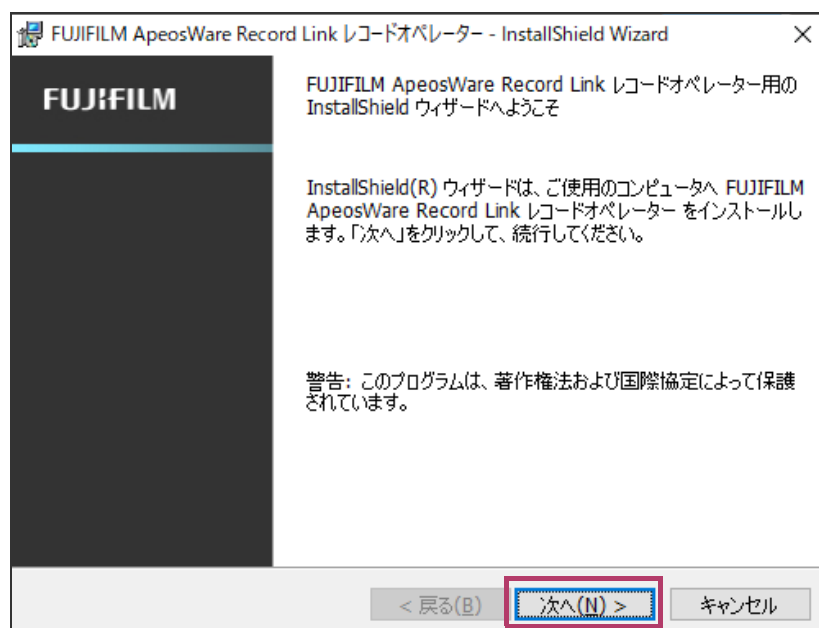 FUJIFILM ApeosWare Record Link レコードオペレーター - InstallShield Wizard
FUJIFILM
FUJIFILM ApeosWare Record Link レコードオペレーター用の
InstallShield ウィザードへようこそ
InstallShield(R) ウィザードは、ご使用のコンピュータへ FUJIFILM
ApeosWare Record Link レコードオペレーター をインストールし
ます。「次へ」をクリックして、続行してください。
警告: このプログラムは、著作権法および国際協定によって保護
されています。
< 戻る(B)
次へ(N) >
キャンセル